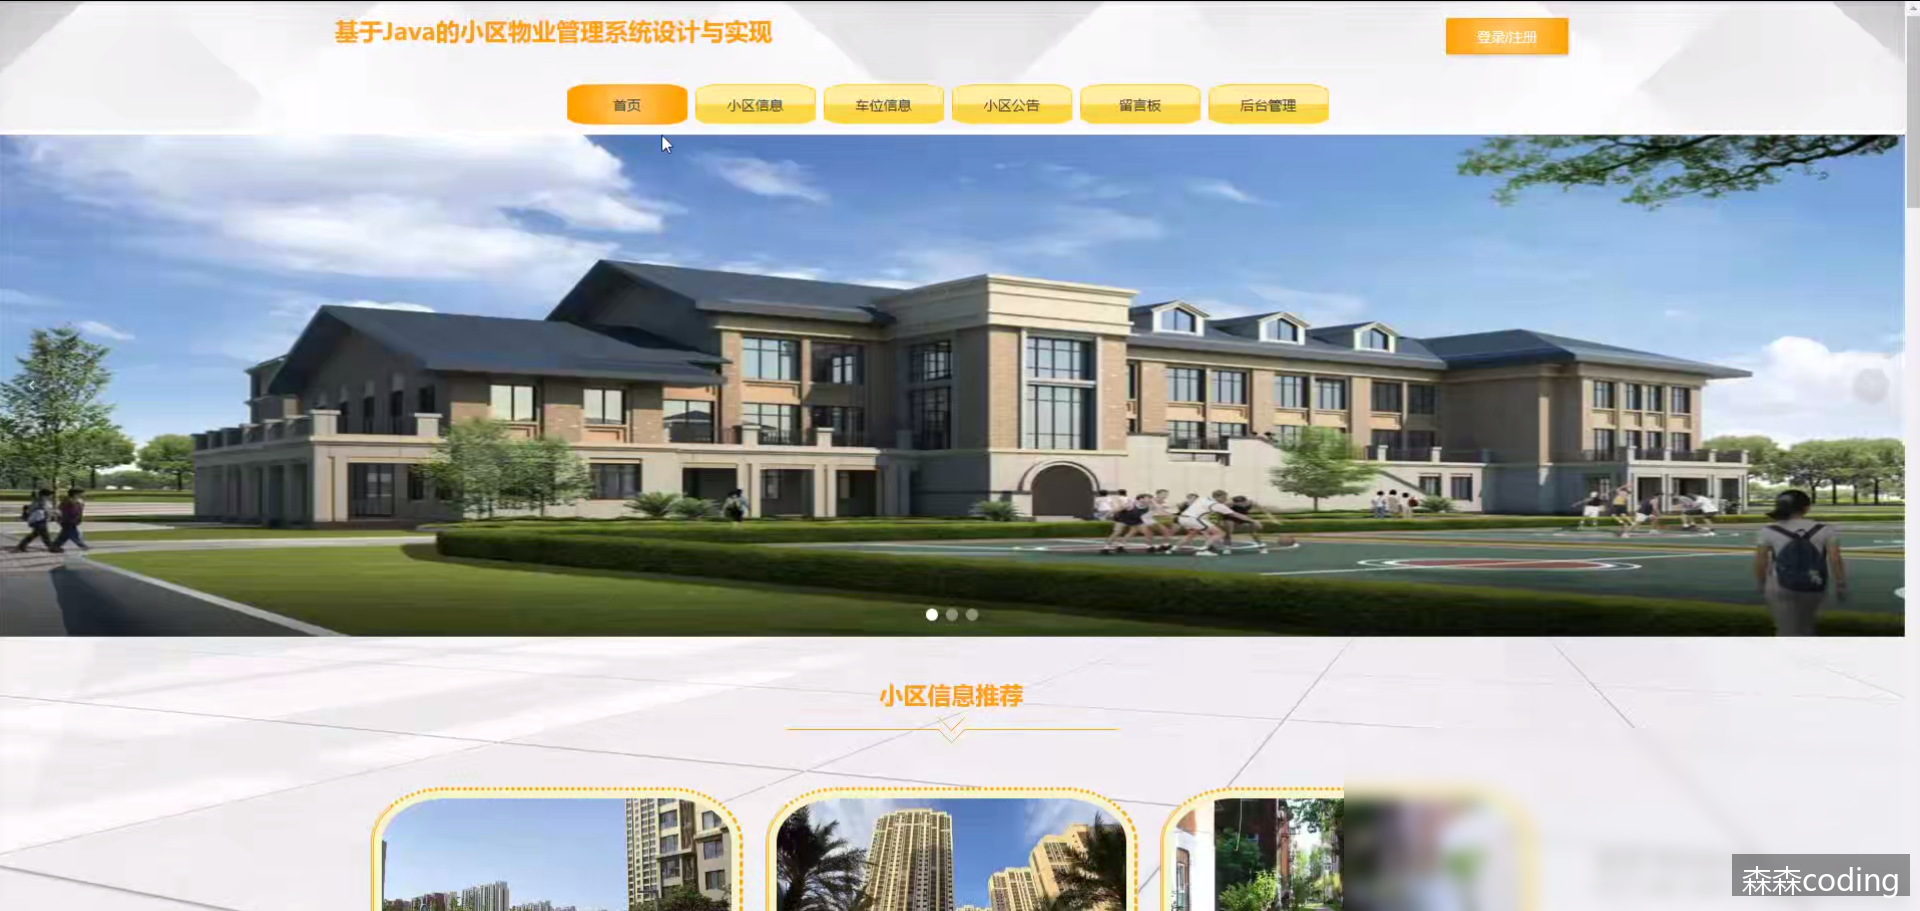 基于Java的小区物业管理系统设计与实现
登录/注册
首页
小区信息
车位信息
小区公告
留言板
后台管理
小区信息推荐
森森coding